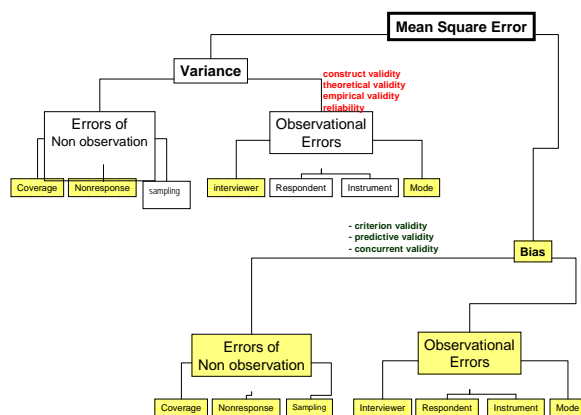 Mean Square Error
Variance
construct validity
theoretical validity
empirical validity
reliability
Errors of
Non observation
Observational
Errors
Coverage
Nonresponse
sampling
interviewer
Respondent
Instrument
Mode
- criterion validity
- predictive validity
- concurrent validity
Bias
Errors of
Non observation
Observational
Errors
Coverage
Nonresponse
Sampling
Interviewer
Respondent
Instrument
Mode